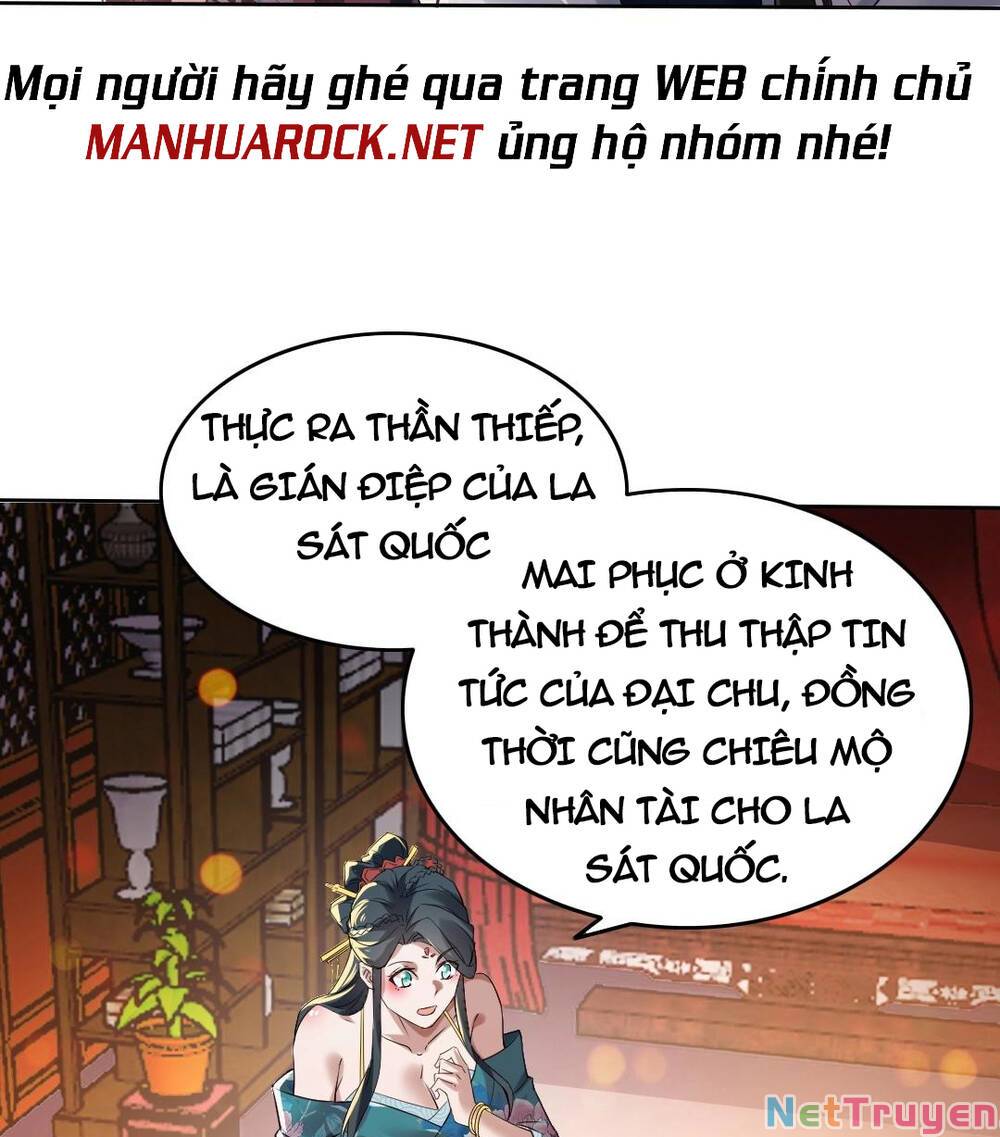 Mọi người hãy ghé qua trang WEB chính chủ
MANHUAROCK.NET ủng hộ nhóm nhé!
THỰC RA THẦN THIẾP,
LÀ GIÁN ĐIỆP CỦA LA
SÁT QUỐC
MAI PHỤC Ở KINH
THÀNH ĐỂ THU THẬP TIN
TỨC CỦA ĐẠI CHU, ĐỒNG
THỜI CŨNG CHIÊU MỘ
NHÂN TÀI CHO LA
SÁT QUỐC.
NetTruyen